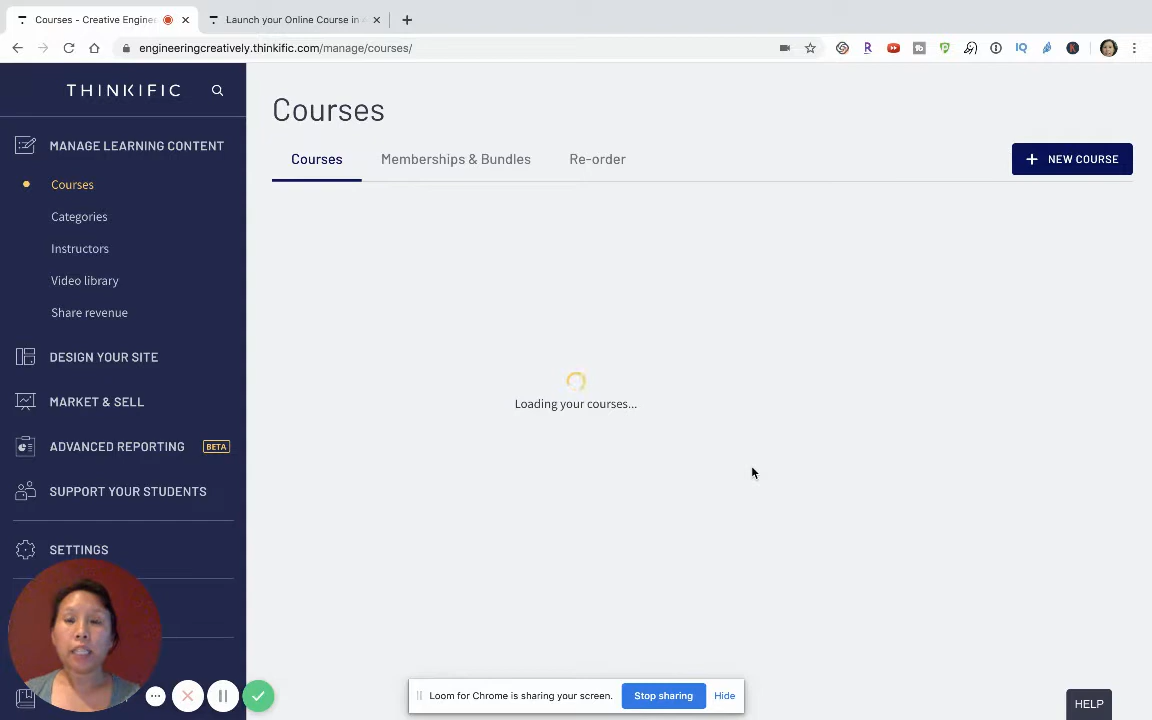 Courses - Creative Engine
Launch your Online Course in
engineeringcreatively.thinkific.com/manage/courses/
THINKIFIC
MANAGE LEARNING CONTENT
Courses
Categories
Instructors
Video library
Share revenue
DESIGN YOUR SITE
MARKET & SELL
ADVANCED REPORTING BETA
SUPPORT YOUR STUDENTS
SETTINGS
Courses
Courses Memberships & Bundles Re-order
+ NEW COURSE
Loading your courses...
Loom for Chrome is sharing your screen. Stop sharing Hide
HELP